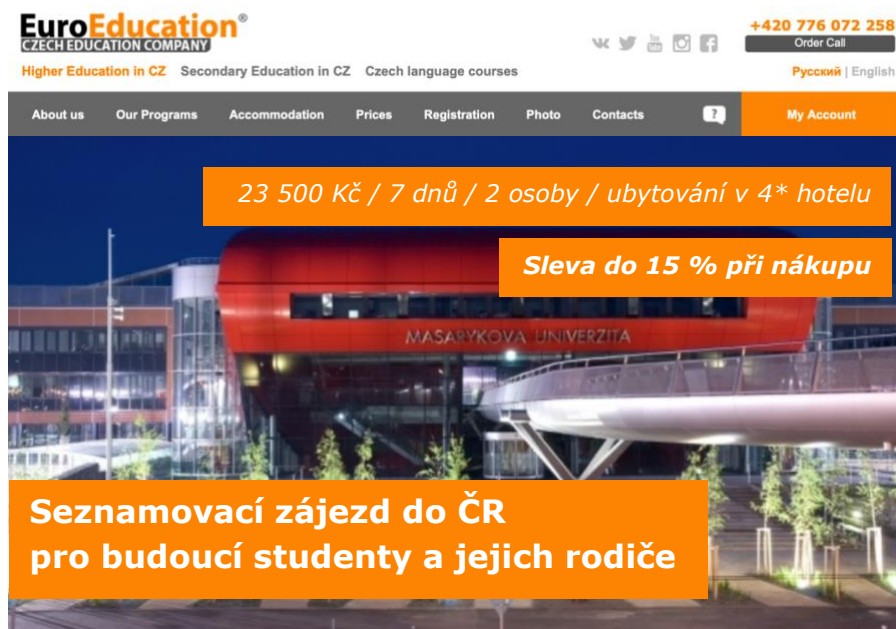 EuroEducation®
CZECH EDUCATION COMPANY
+420 776 072 258
Order Call
Higher Education in CZ Secondary Education in CZ Czech language courses
Русский | English
About us Our Programs Accommodation Prices Registration Photo Contacts ? My Account
23 500 Kč / 7 dnů / 2 osoby / ubytování v 4* hotelu
Sleva do 15 % při nákupu
MASARYKOVA UNIVERZITA
Seznamovací zájezd do ČR
pro budoucí studenty a jejich rodiče